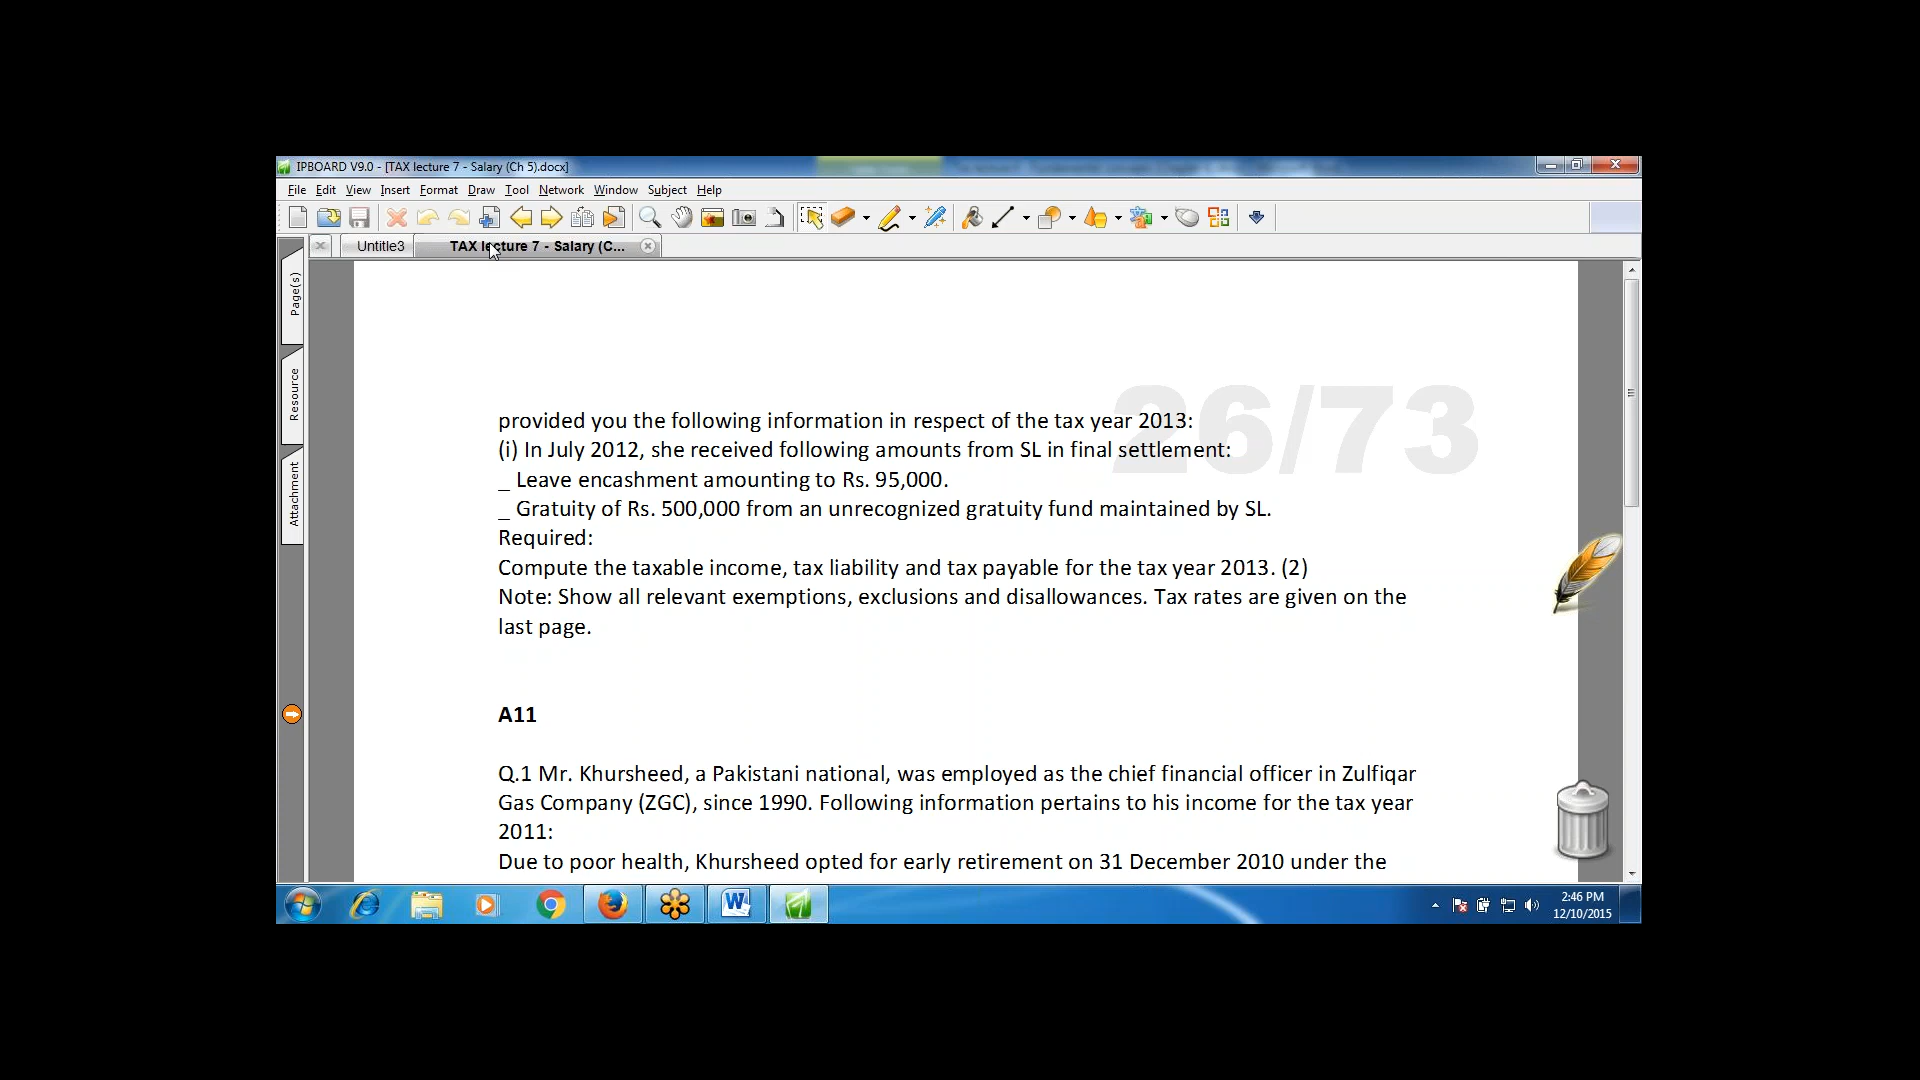 IPBOARD V9.0 - [TAX lecture 7 - Salary (Ch 5).docx]
File Edit View Insert Format Draw Tool Network Window Subject Help
Untitle3 TAX lecture 7 - Salary (C...
Page(s)
Resource
Attachment
26/73
provided you the following information in respect of the tax year 2013:
(i) In July 2012, she received following amounts from SL in final settlement:
_ Leave encashment amounting to Rs. 95,000.
_ Gratuity of Rs. 500,000 from an unrecognized gratuity fund maintained by SL.
Required:
Compute the taxable income, tax liability and tax payable for the tax year 2013. (2)
Note: Show all relevant exemptions, exclusions and disallowances. Tax rates are given on the
last page.
A11
Q.1 Mr. Khursheed, a Pakistani national, was employed as the chief financial officer in Zulfiqar
Gas Company (ZGC), since 1990. Following information pertains to his income for the tax year
2011:
Due to poor health, Khursheed opted for early retirement on 31 December 2010 under the
2:46 PM
12/10/2015